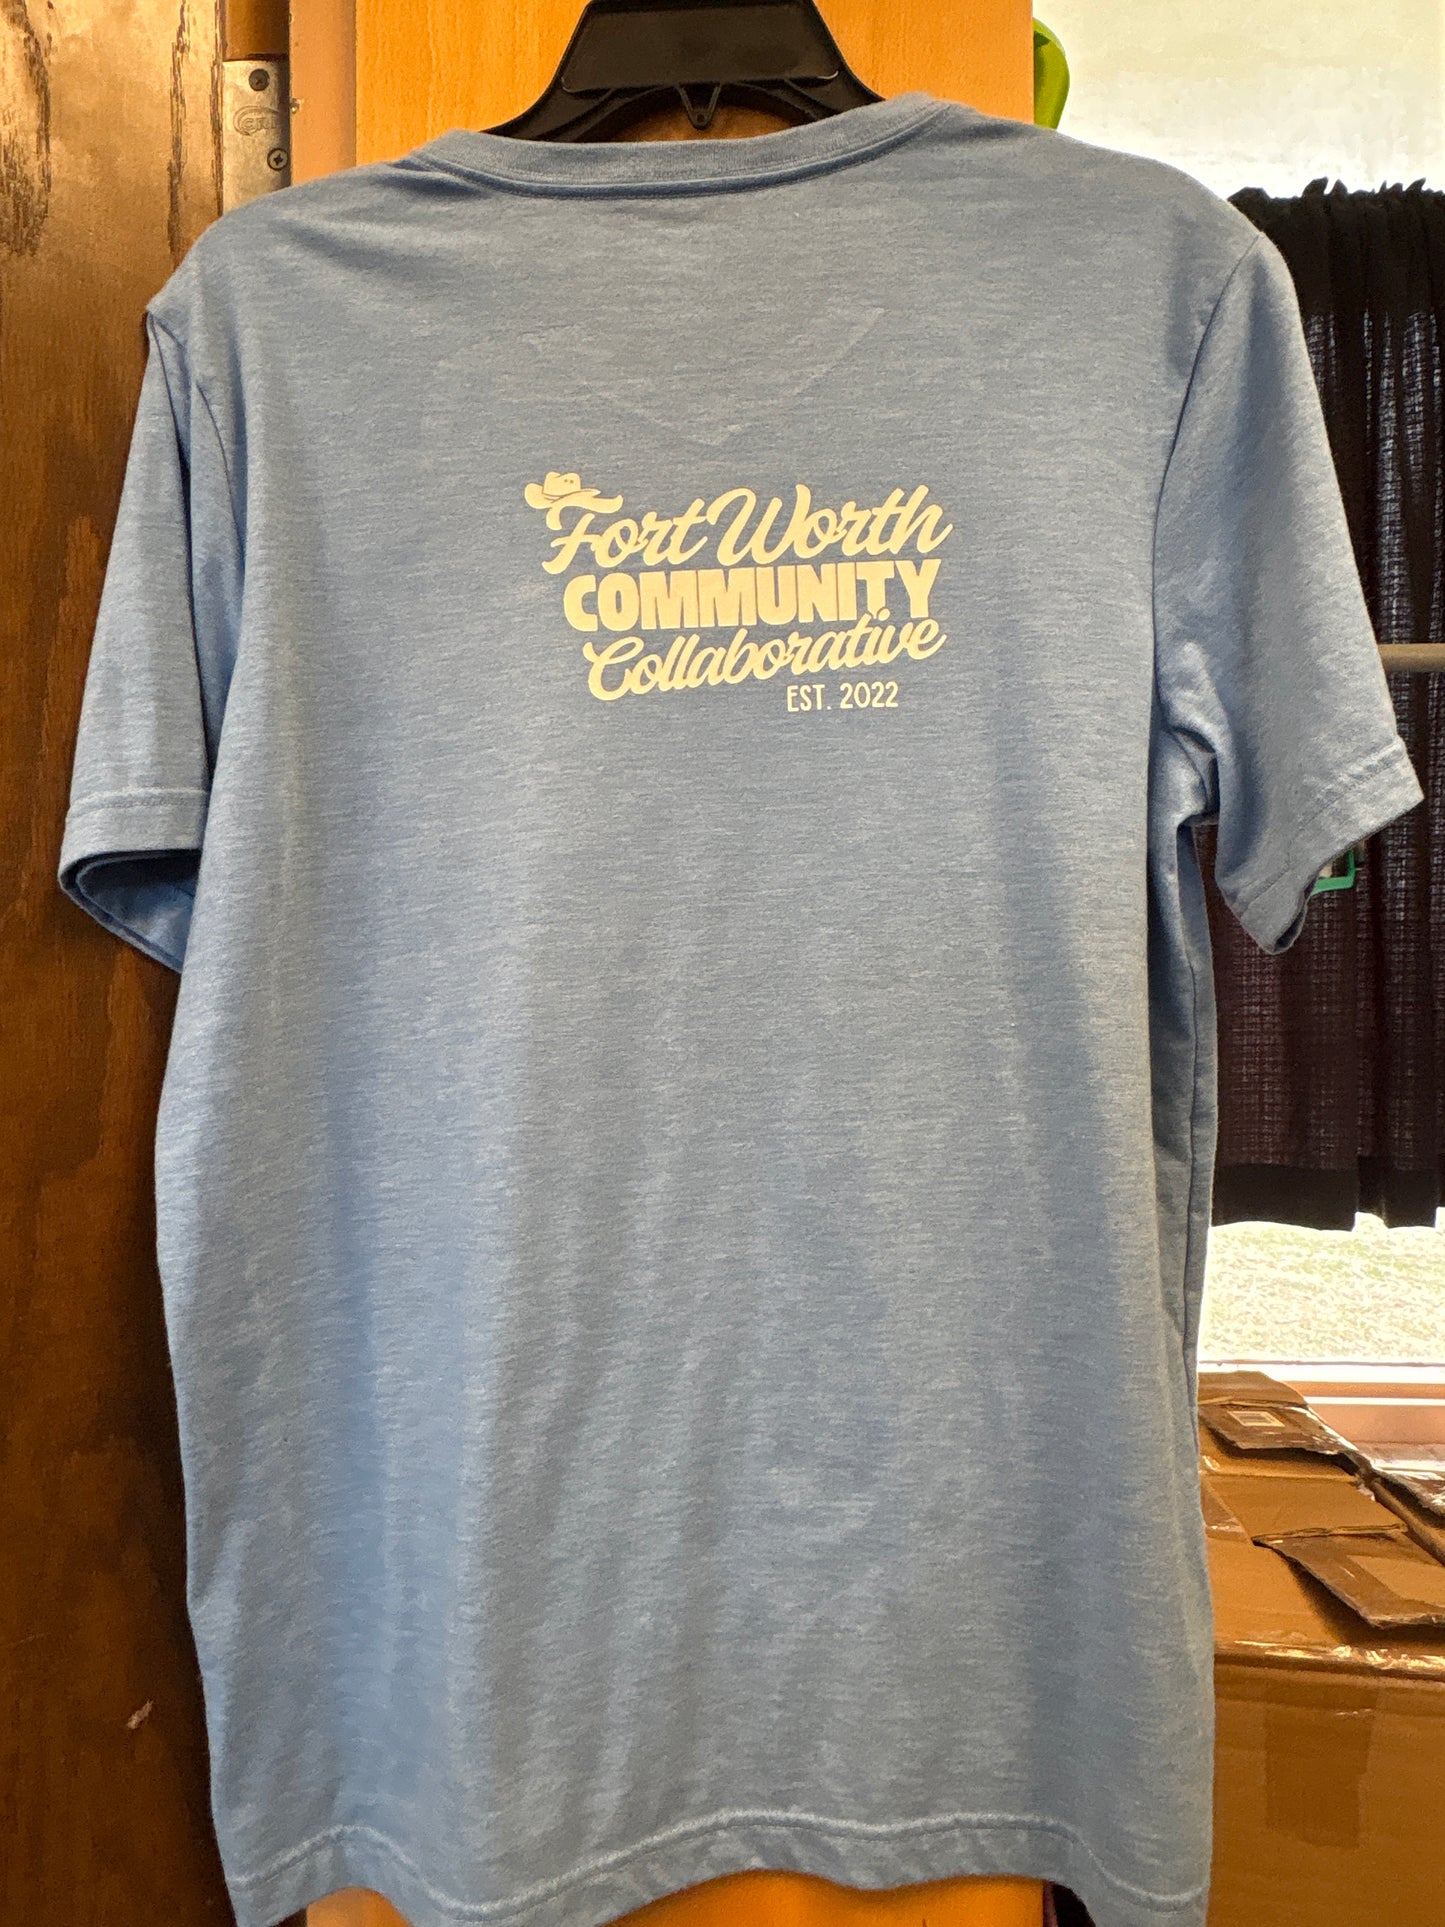 Fort Worth
COMMUNITY
Collaborative
EST. 2022